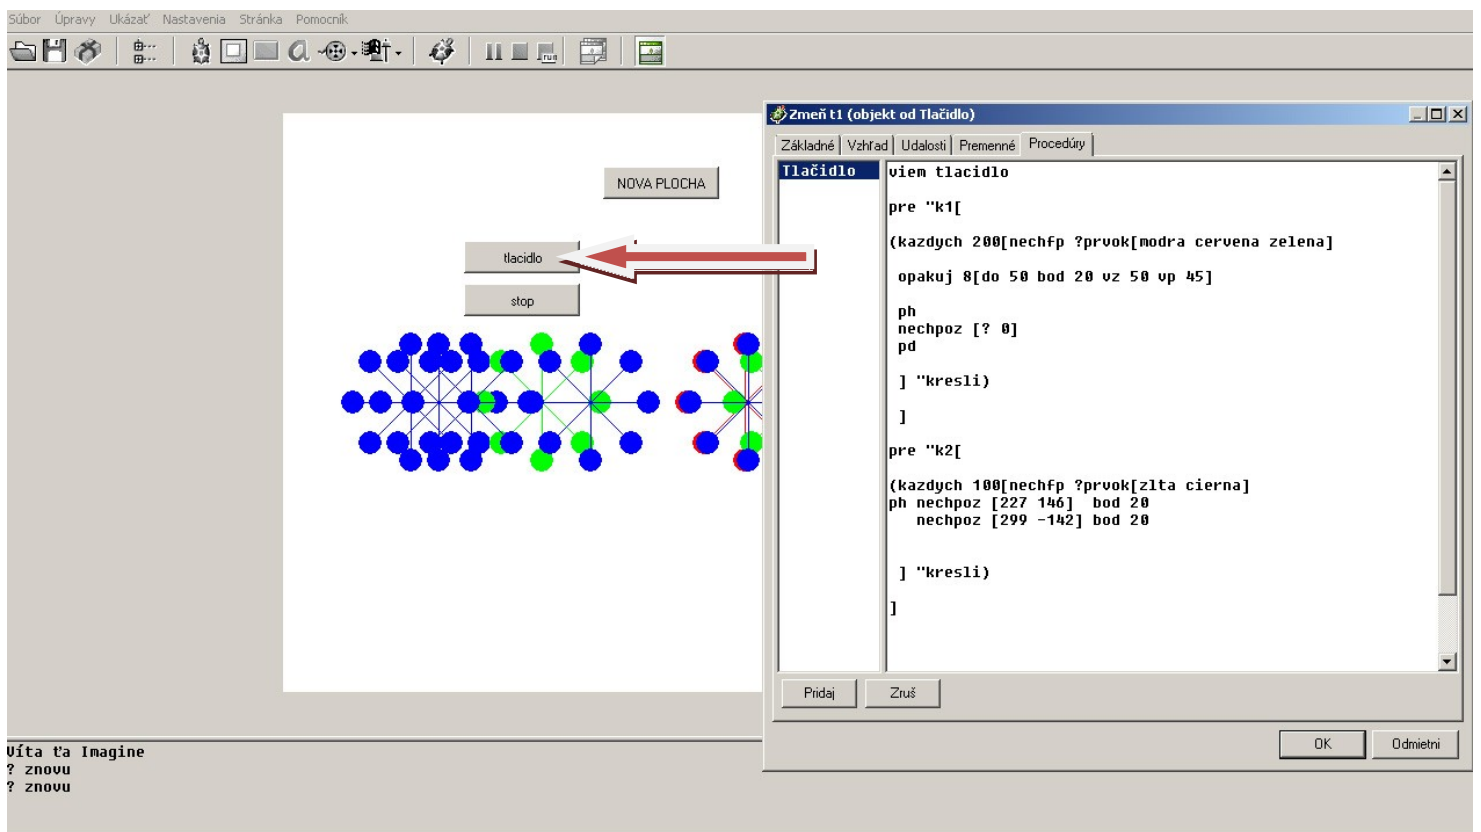 Súbor Úpravy Ukázať Nastavenia Stránka Pomocník
run
NOVA PLOCHA
tlacidlo
stop
Zmeň t1 (objekt od Tlačidlo)
Základné Vzhľad Udalosti Premenné Procedúry
Tlačidlo
viem tlacidlo
pre "k1[
(kazdych 200[nechfp ?prvok[modra cervena zelena]
opakuj 8[do 50 bod 20 vz 50 vp 45]
ph
nechpoz [? 0]
pd
] "kresli)
]
pre "k2[
(kazdych 100[nechfp ?prvok[zlta cierna]
ph nechpoz [227 146] bod 20
nechpoz [299 -142] bod 20
] "kresli)
]
Pridaj Zruš
OK Odmietni
Víta ťa Imagine
? znovu
? znovu